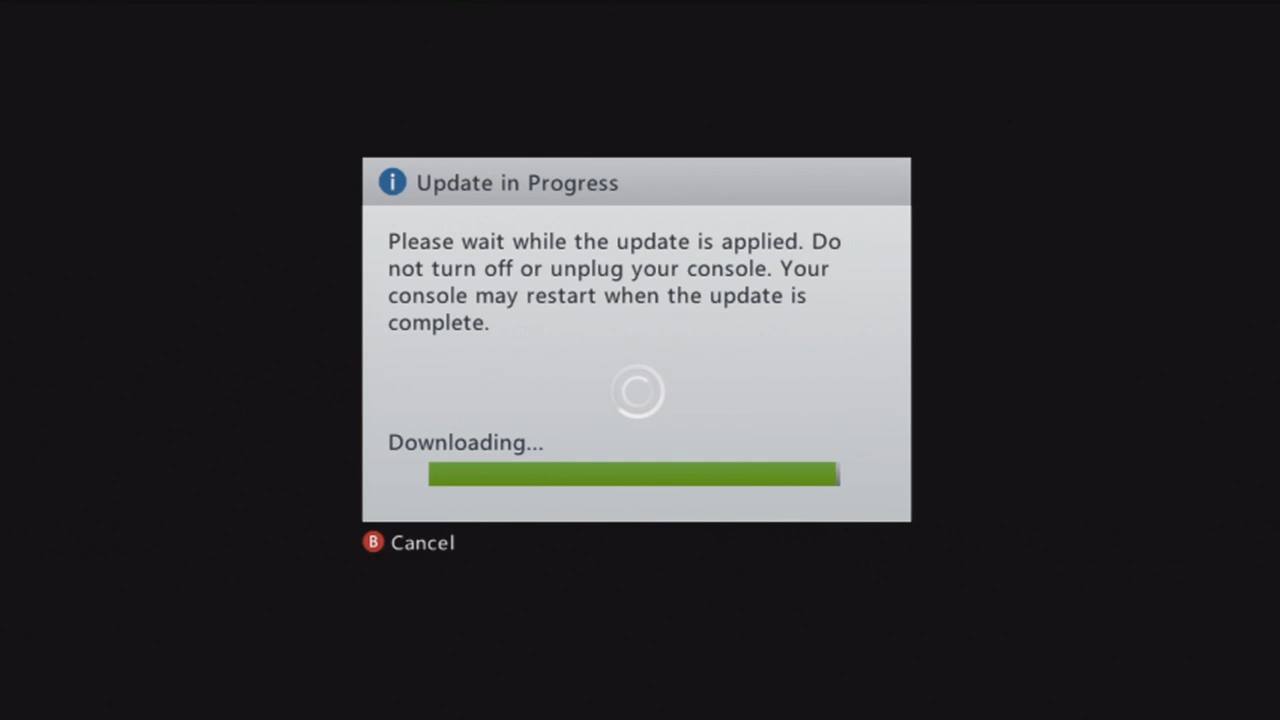 i Update in Progress
Please wait while the update is applied. Do
not turn off or unplug your console. Your
console may restart when the update is
complete.
Downloading...
B Cancel